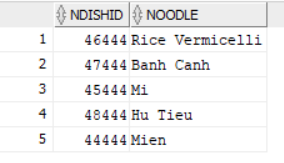 NDISHID NOODLE
1 46444 Rice Vermicelli
2 47444 Banh Canh
3 45444 Mi
4 48444 Hu Tieu
5 44444 Mien